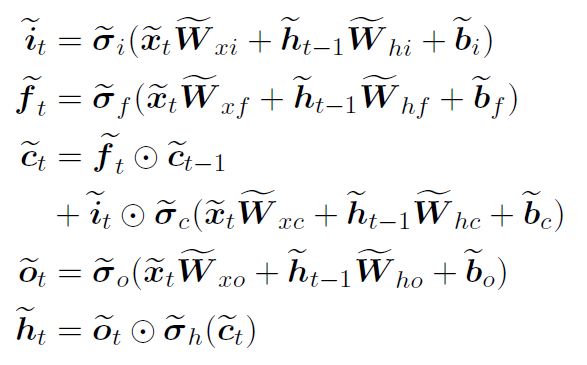 ĩ_t = σ̃_i(x̃_t W̃_xi + h̃_{t−1} W̃_hi + b̃_i)
f̃_t = σ̃_f(x̃_t W̃_xf + h̃_{t−1} W̃_hf + b̃_f)
c̃_t = f̃_t ⊙ c̃_{t−1}
+ ĩ_t ⊙ σ̃_c(x̃_t W̃_xc + h̃_{t−1} W̃_hc + b̃_c)
õ_t = σ̃_o(x̃_t W̃_xo + h̃_{t−1} W̃_ho + b̃_o)
h̃_t = õ_t ⊙ σ̃_h(c̃_t)